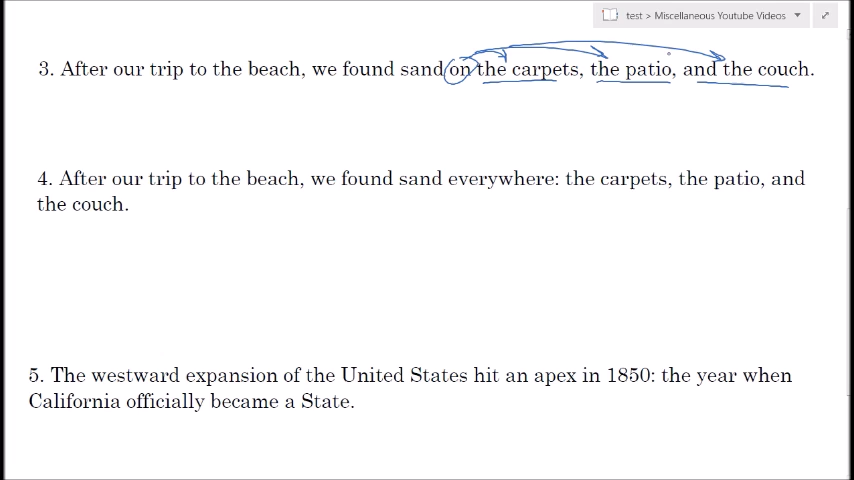 test > Miscellaneous Youtube Videos
3. After our trip to the beach, we found sand on the carpets, the patio, and the couch.
4. After our trip to the beach, we found sand everywhere: the carpets, the patio, and
the couch.
5. The westward expansion of the United States hit an apex in 1850: the year when
California officially became a State.